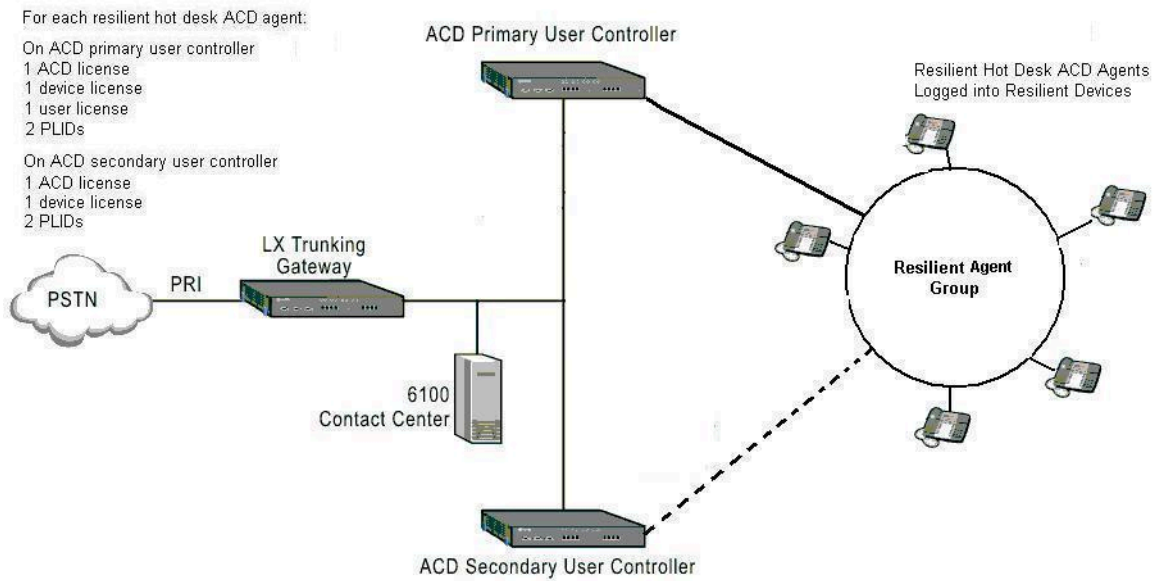 For each resilient hot desk ACD agent:
On ACD primary user controller
1 ACD license
1 device license
1 user license
2 PLIDs
On ACD secondary user controller
1 ACD license
1 device license
2 PLIDs
ACD Primary User Controller
Resilient Hot Desk ACD Agents
Logged into Resilient Devices
LX Trunking
Gateway
PSTN
PRI
Resilient Agent
Group
6100
Contact Center
ACD Secondary User Controller